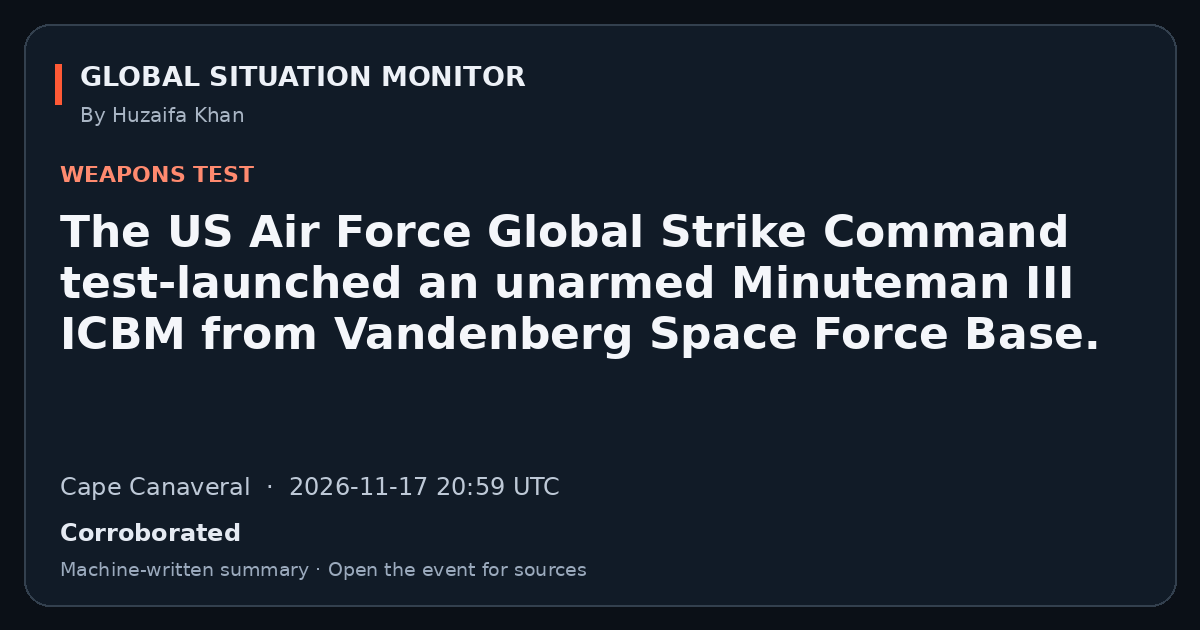 GLOBAL SITUATION MONITOR
By Huzaifa Khan
WEAPONS TEST
The US Air Force Global Strike Command
test-launched an unarmed Minuteman III
ICBM from Vandenberg Space Force Base.
Cape Canaveral · 2026-11-17 20:59 UTC
Corroborated
Machine-written summary · Open the event for sources